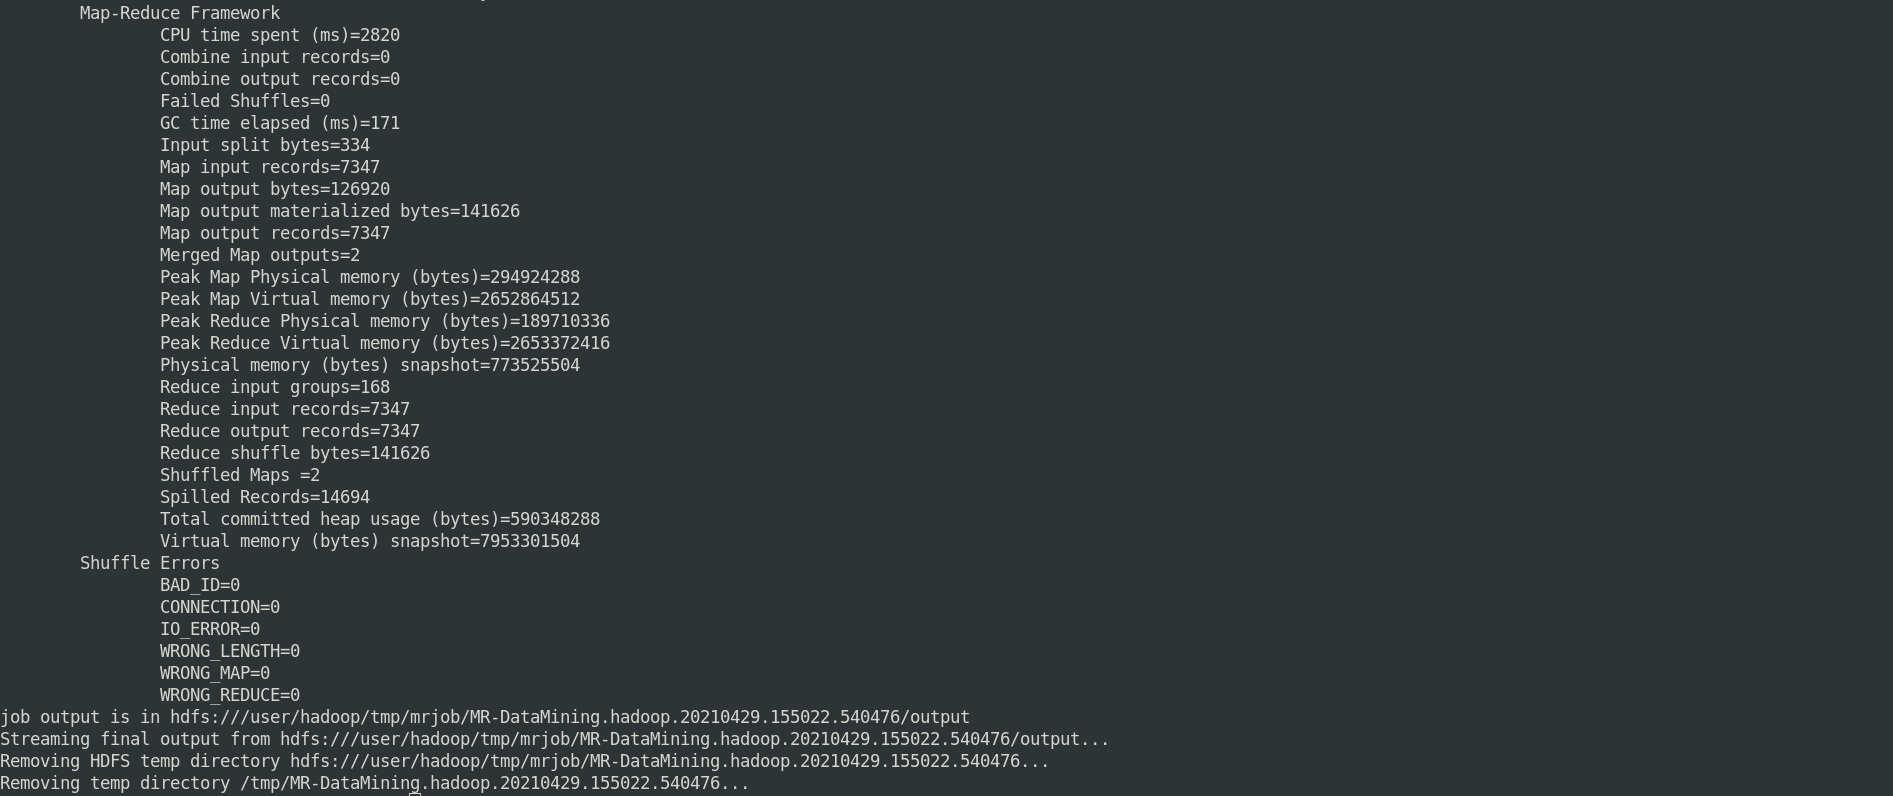 Map-Reduce Framework
CPU time spent (ms)=2820
Combine input records=0
Combine output records=0
Failed Shuffles=0
GC time elapsed (ms)=171
Input split bytes=334
Map input records=7347
Map output bytes=126920
Map output materialized bytes=141626
Map output records=7347
Merged Map outputs=2
Peak Map Physical memory (bytes)=294924288
Peak Map Virtual memory (bytes)=2652864512
Peak Reduce Physical memory (bytes)=189710336
Peak Reduce Virtual memory (bytes)=2653372416
Physical memory (bytes) snapshot=773525504
Reduce input groups=168
Reduce input records=7347
Reduce output records=7347
Reduce shuffle bytes=141626
Shuffled Maps =2
Spilled Records=14694
Total committed heap usage (bytes)=590348288
Virtual memory (bytes) snapshot=7953301504
Shuffle Errors
BAD_ID=0
CONNECTION=0
IO_ERROR=0
WRONG_LENGTH=0
WRONG_MAP=0
WRONG_REDUCE=0
job output is in hdfs:///user/hadoop/tmp/mrjob/MR-DataMining.hadoop.20210429.155022.540476/output
Streaming final output from hdfs:///user/hadoop/tmp/mrjob/MR-DataMining.hadoop.20210429.155022.540476/output...
Removing HDFS temp directory hdfs:///user/hadoop/tmp/mrjob/MR-DataMining.hadoop.20210429.155022.540476...
Removing temp directory /tmp/MR-DataMining.hadoop.20210429.155022.540476...